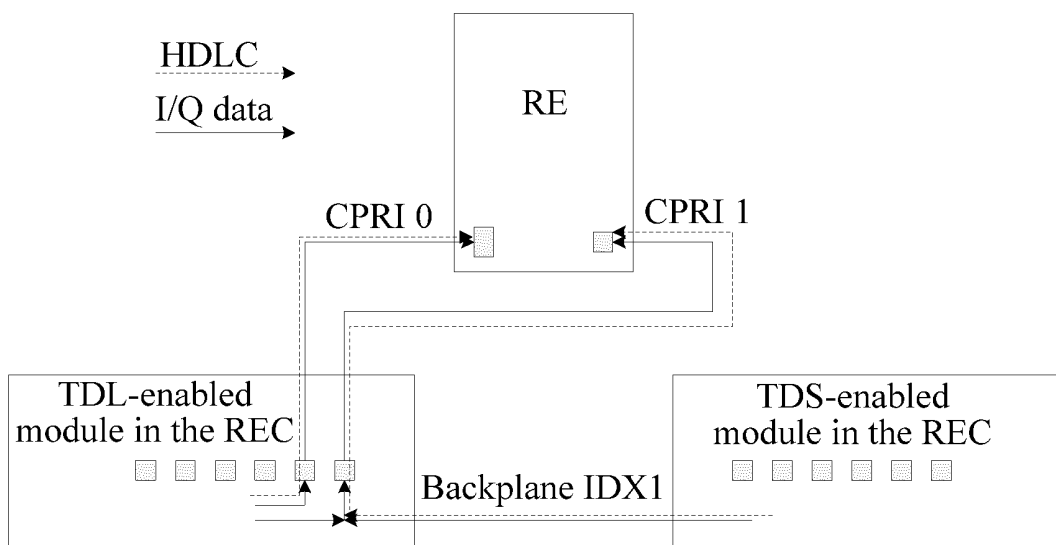 HDLC
I/Q data
RE
CPRI 0
CPRI 1
TDL-enabled
module in the REC
TDS-enabled
module in the REC
Backplane IDX1